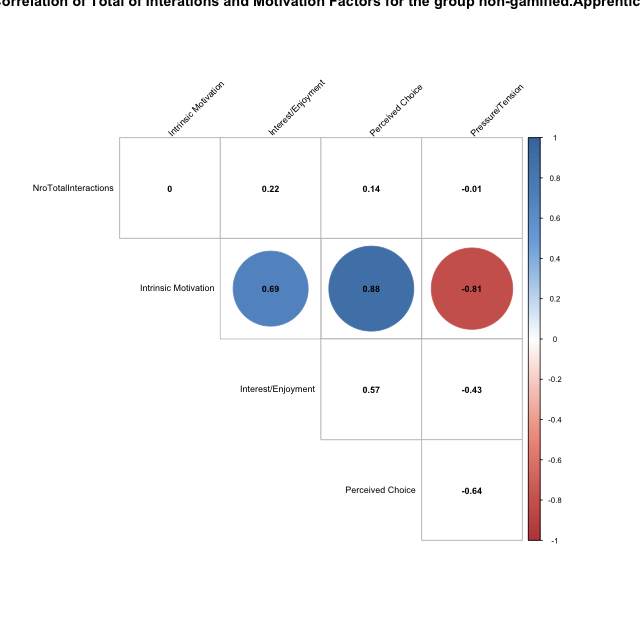 orrelation of Total of Interations and Motivation Factors for the group non-gamified.Apprentic
Intrinsic Motivation
Interest/Enjoyment
Perceived Choice
Pressure/Tension
NroTotalInteractions 0 0.22 0.14 -0.01
Intrinsic Motivation 0.69 0.88 -0.81
Interest/Enjoyment 0.57 -0.43
Perceived Choice -0.64
1
0.8
0.6
0.4
0.2
0
-0.2
-0.4
-0.6
-0.8
-1